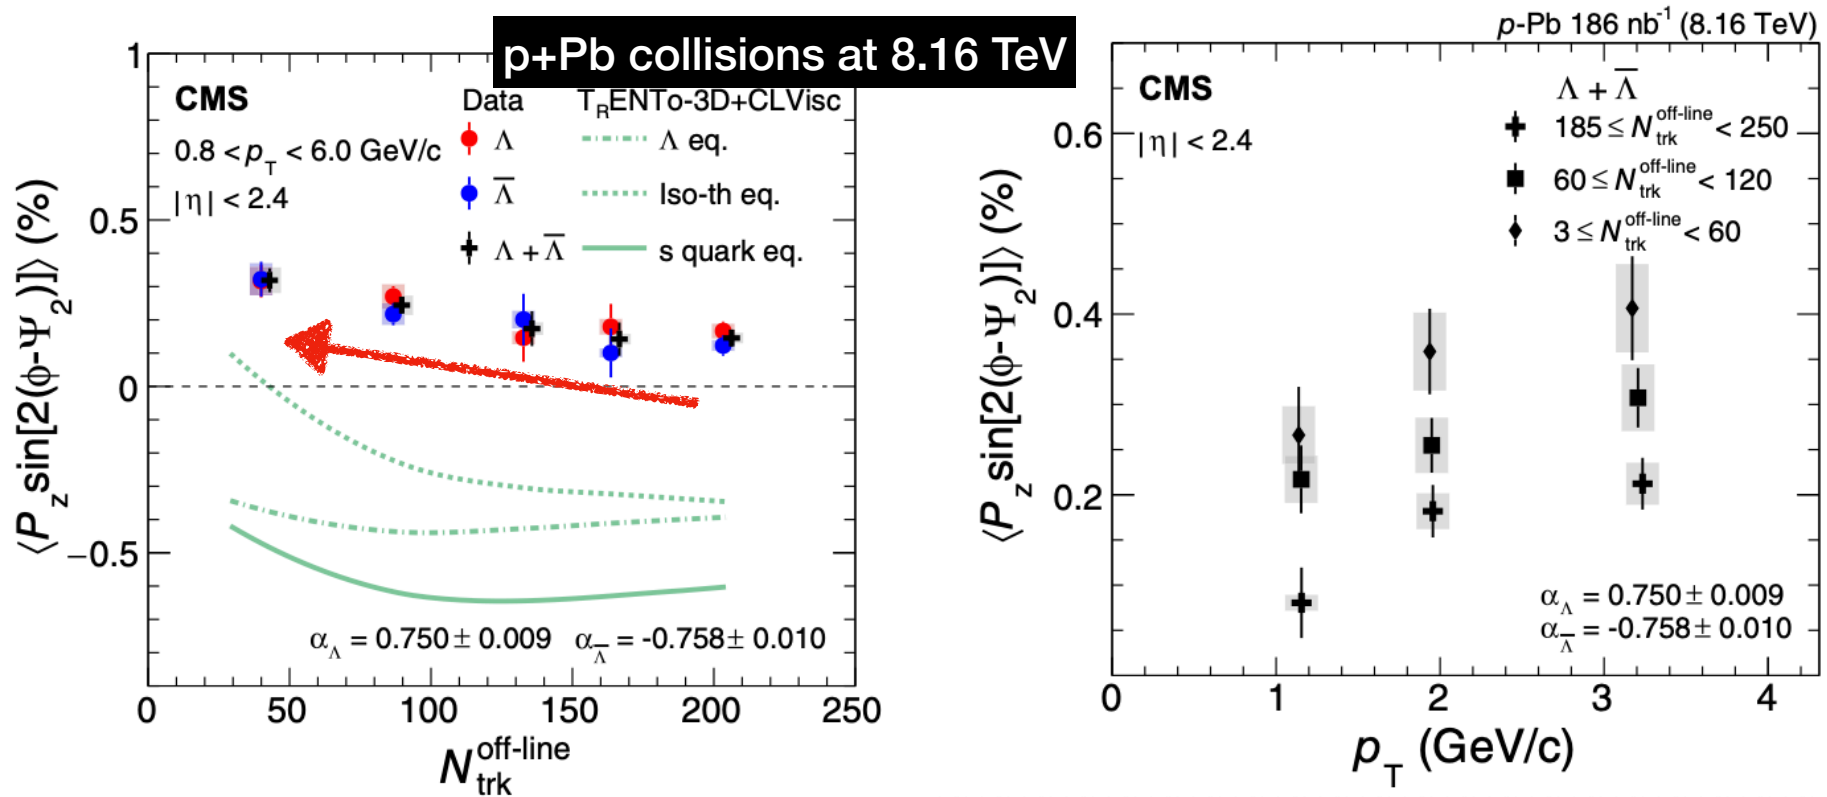 p+Pb collisions at 8.16 TeV
CMS
0.8 < p_T < 6.0 GeV/c
|η| < 2.4
Data
Λ
Λ̅
Λ + Λ̅
T_RENTo-3D+CLVisc
Λ eq.
Iso-th eq.
s quark eq.
⟨P_z sin[2(ϕ-Ψ_2)]⟩ (%)
1
0.5
0
−0.5
α_Λ = 0.750 ± 0.009 α_Λ̅ = -0.758 ± 0.010
0 50 100 150 200 250
N_trk^off-line
p-Pb 186 nb⁻¹ (8.16 TeV)
CMS
|η| < 2.4
Λ + Λ̅
185 ≤ N_trk^off-line < 250
60 ≤ N_trk^off-line < 120
3 ≤ N_trk^off-line < 60
⟨P_z sin[2(ϕ-Ψ_2)]⟩ (%)
0.6
0.4
0.2
α_Λ = 0.750 ± 0.009
α_Λ̅ = -0.758 ± 0.010
0 1 2 3 4
p_T (GeV/c)